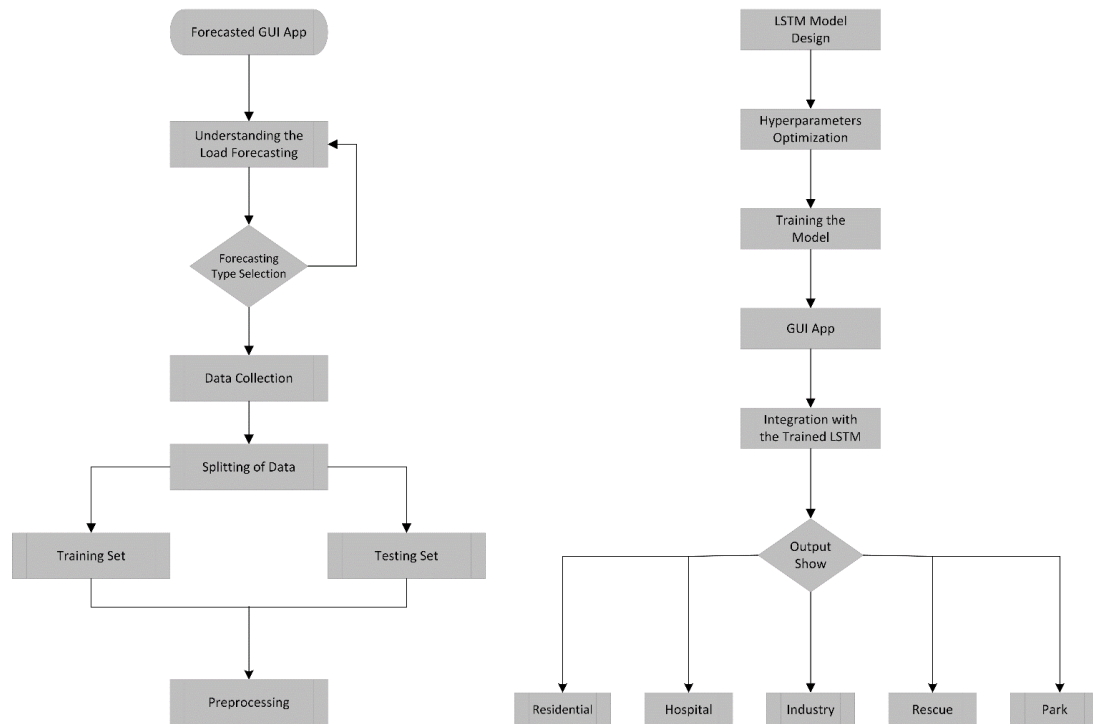 Forecasted GUI App
Understanding the
Load Forecasting
Forecasting
Type Selection
Data Collection
Splitting of Data
Training Set
Testing Set
Preprocessing
LSTM Model
Design
Hyperparameters
Optimization
Training the
Model
GUI App
Integration with
the Trained LSTM
Output
Show
Residential
Hospital
Industry
Rescue
Park